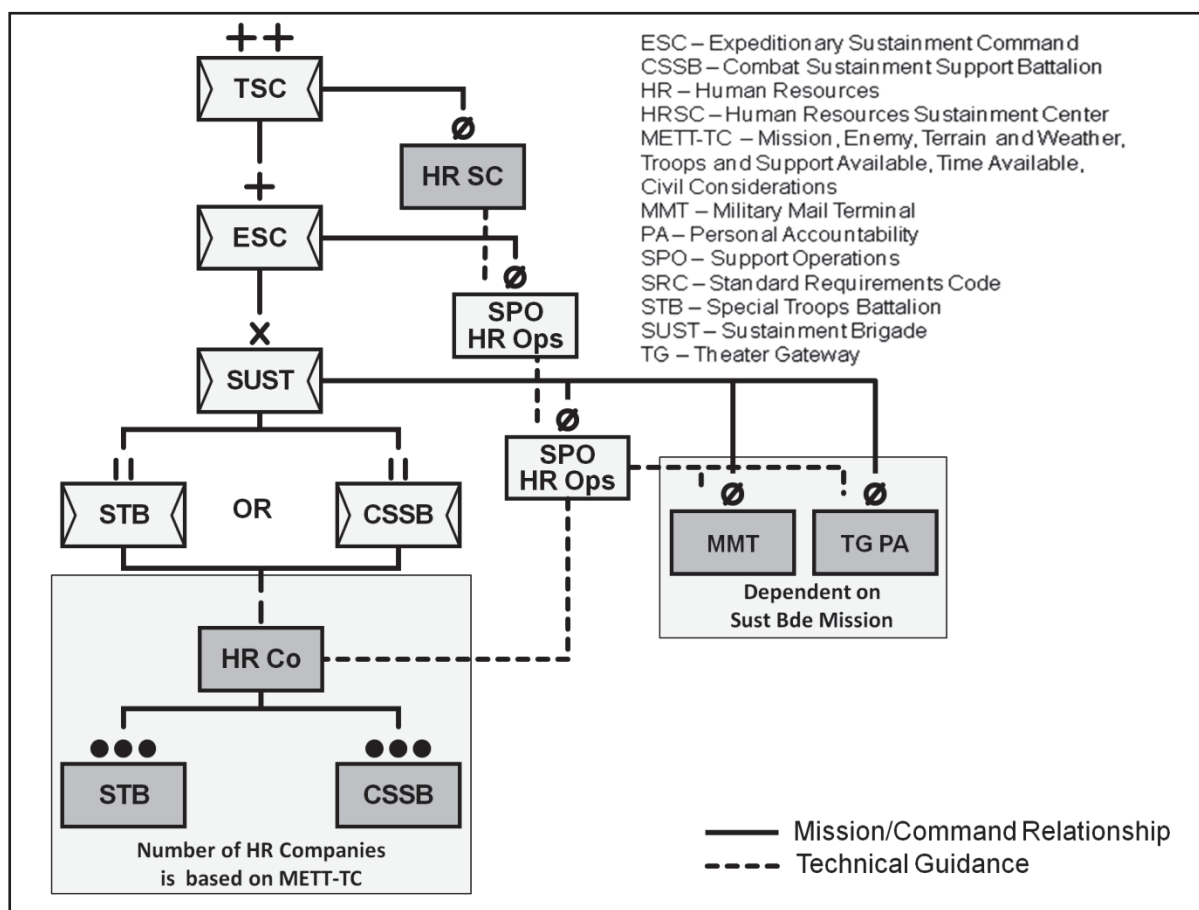 TSC
HR SC
ESC
SPO
HR Ops
SUST
SPO
HR Ops
STB
OR
CSSB
MMT
TG PA
Dependent on
Sust Bde Mission
HR Co
STB
CSSB
Number of HR Companies
is based on METT-TC
ESC – Expeditionary Sustainment Command
CSSB – Combat Sustainment Support Battalion
HR – Human Resources
HRSC – Human Resources Sustainment Center
METT-TC – Mission, Enemy, Terrain and Weather,
Troops and Support Available, Time Available,
Civil Considerations
MMT – Military Mail Terminal
PA – Personal Accountability
SPO – Support Operations
SRC – Standard Requirements Code
STB – Special Troops Battalion
SUST – Sustainment Brigade
TG – Theater Gateway
Mission/Command Relationship
Technical Guidance